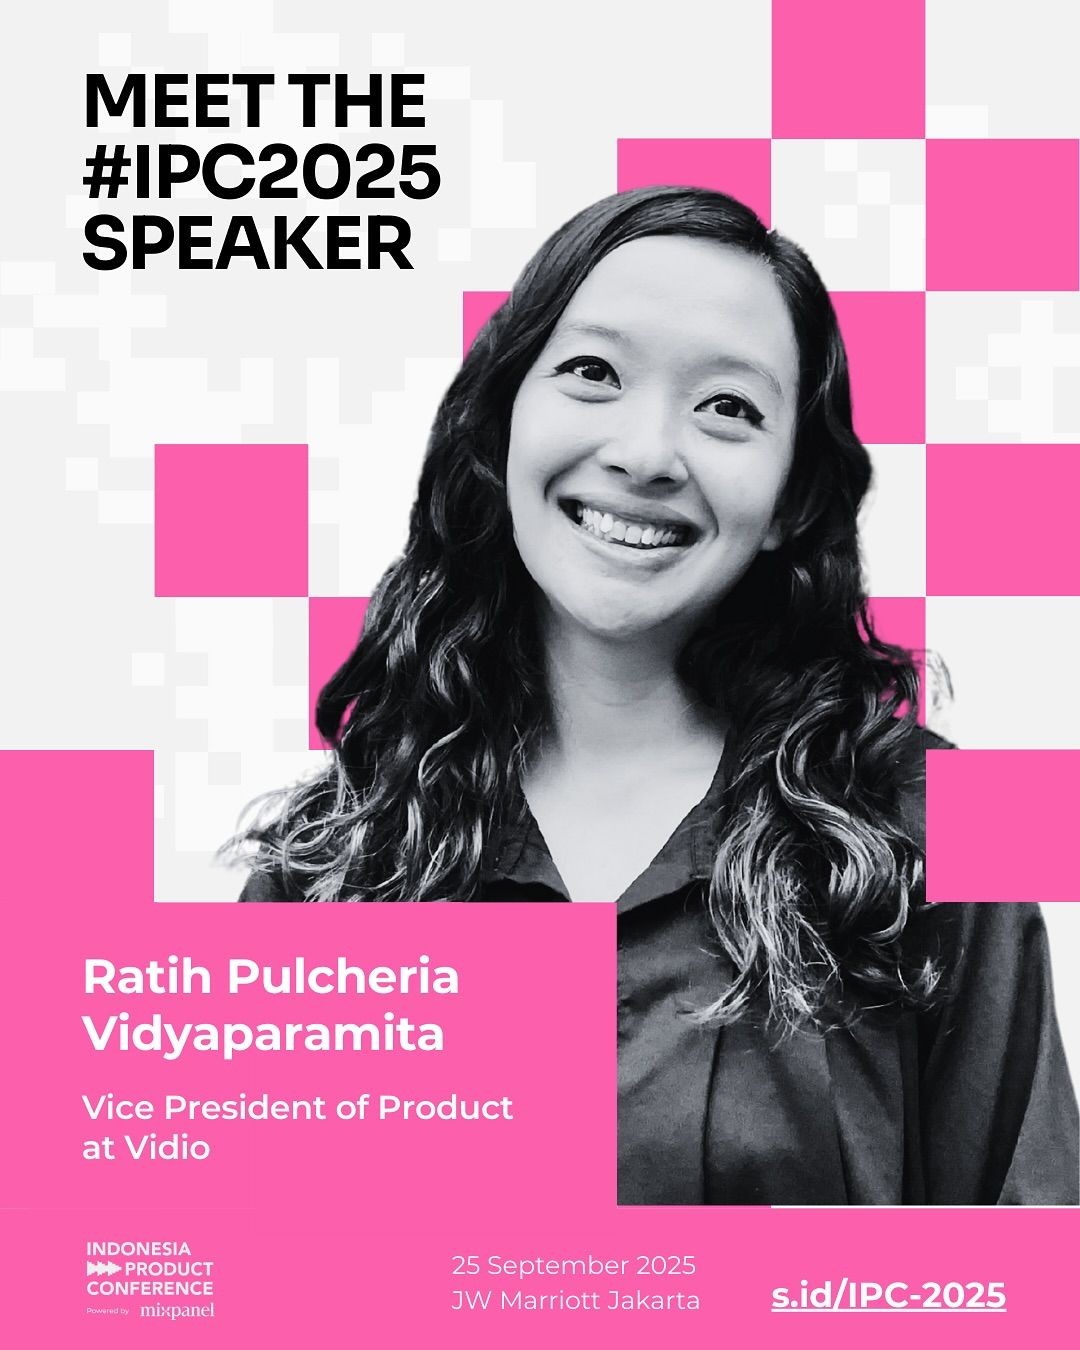 MEET THE
#IPC2025
SPEAKER
Ratih Pulcheria
Vidyaparamita
Vice President of Product
at Vidio
INDONESIA
PRODUCT
CONFERENCE
Powered by mixpanel
25 September 2025
JW Marriott Jakarta
s.id/IPC-2025